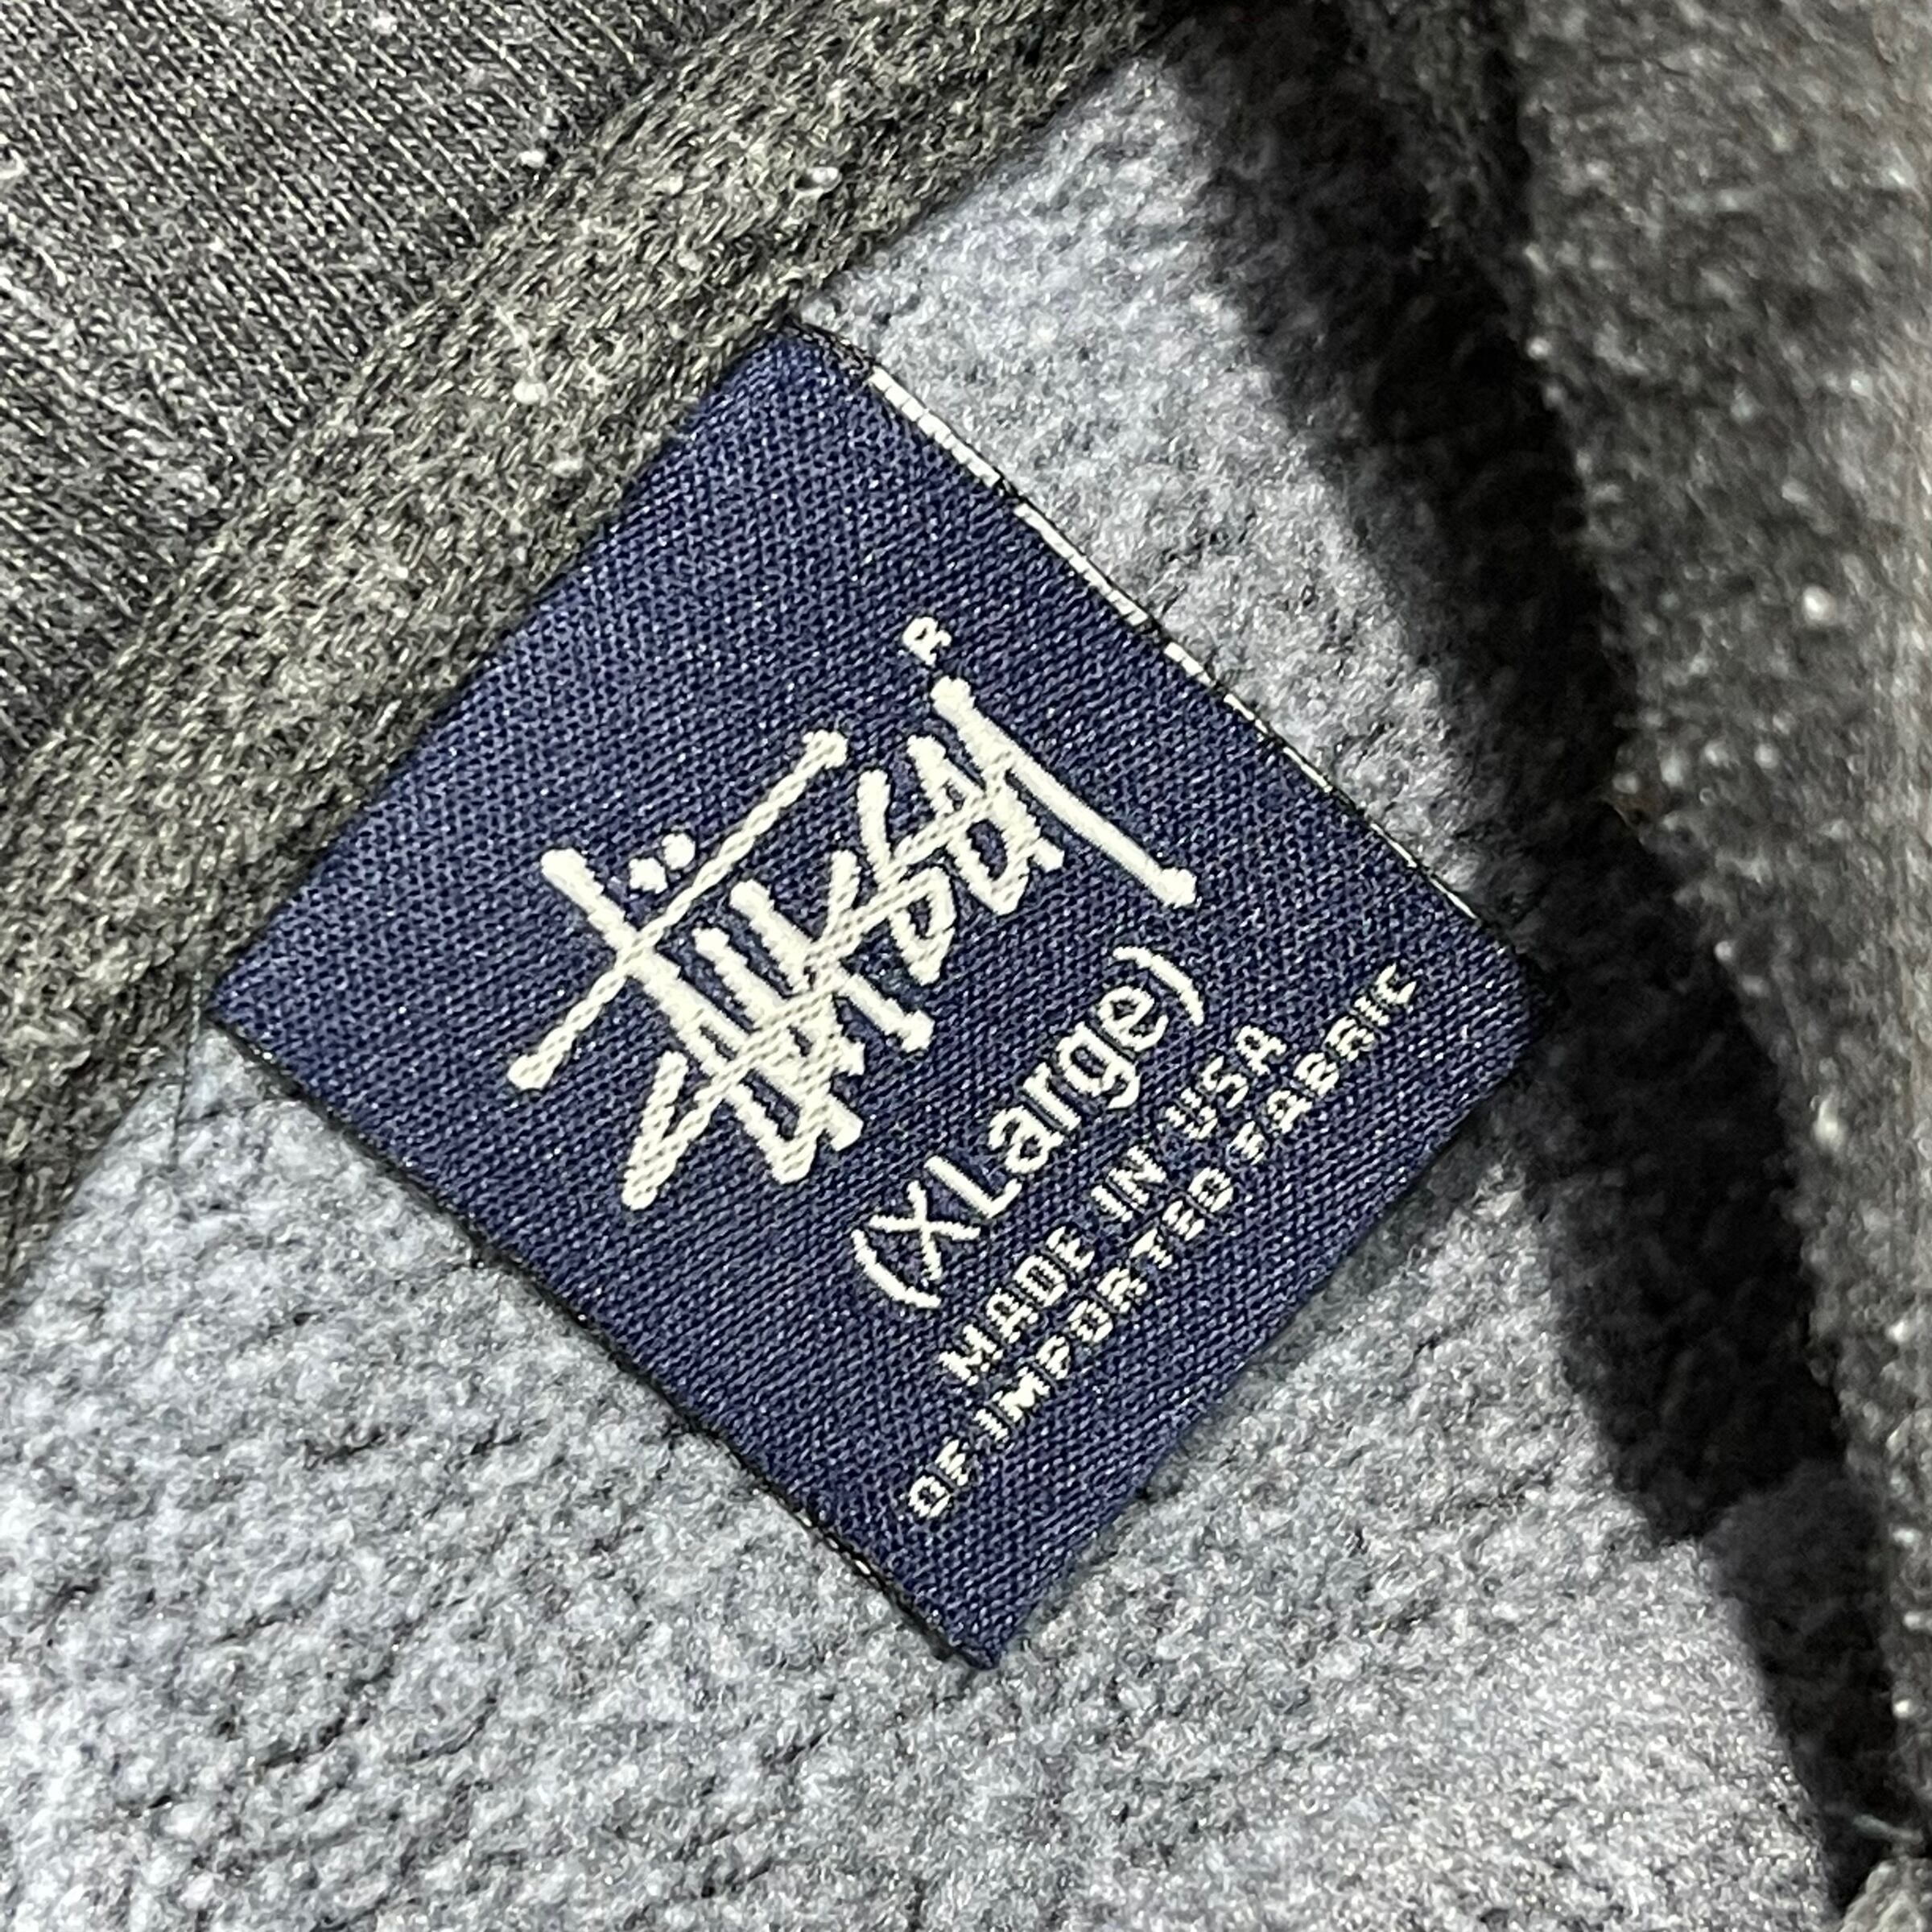 Stüssy R
(XLarge)
MADE IN USA
OF IMPORTED FABRIC